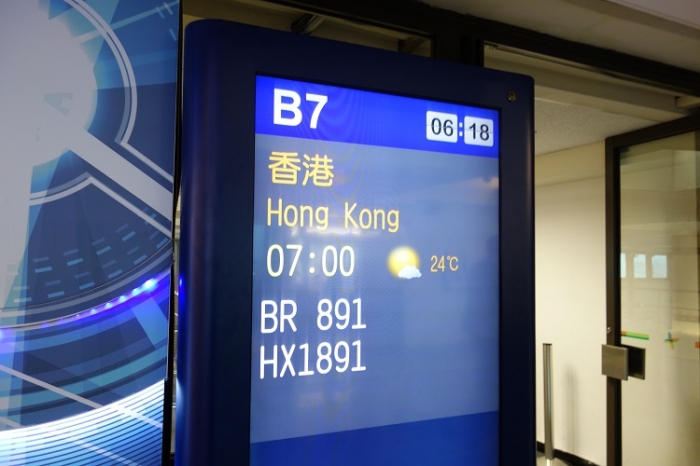 B7
06:18
香港
Hong Kong
07:00
24℃
BR 891
HX1891